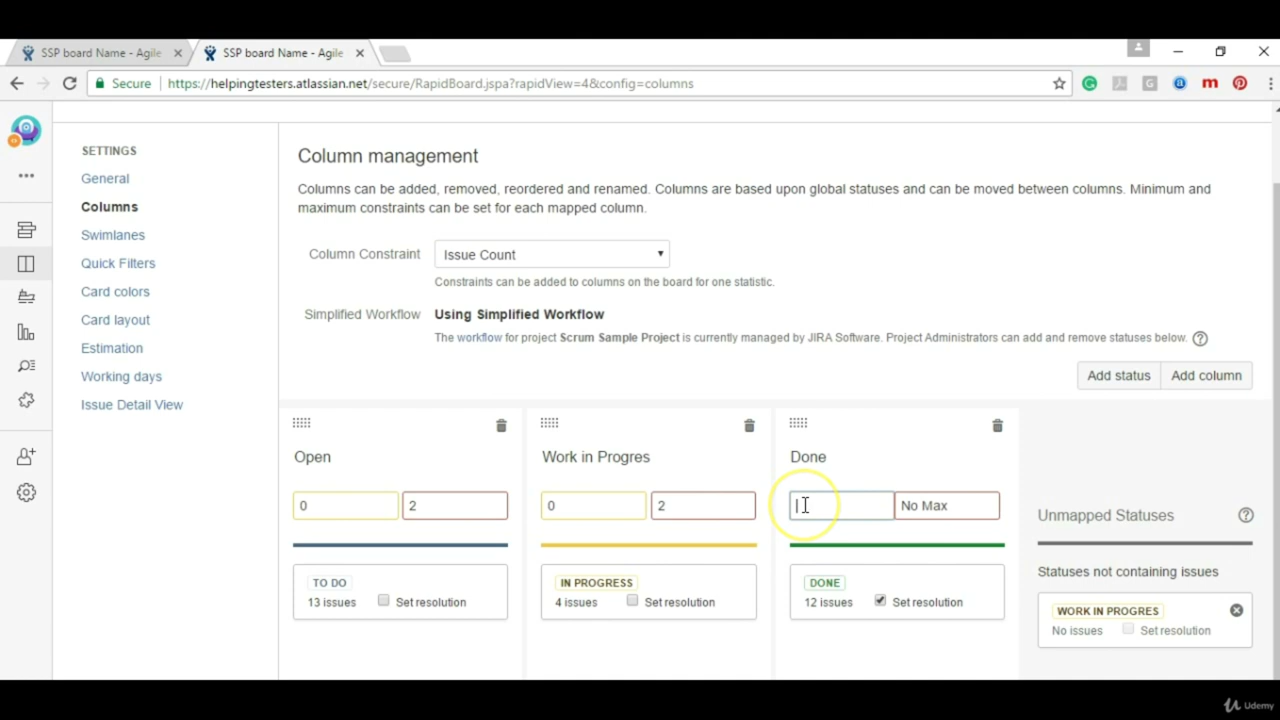 SSP board Name - Agile
SSP board Name - Agile
Secure
https://helpingtesters.atlassian.net/secure/RapidBoard.jspa?rapidView=4&config=columns
SETTINGS
General
Columns
Swimlanes
Quick Filters
Card colors
Card layout
Estimation
Working days
Issue Detail View
Column management
Columns can be added, removed, reordered and renamed. Columns are based upon global statuses and can be moved between columns. Minimum and
maximum constraints can be set for each mapped column.
Column Constraint
Issue Count
Constraints can be added to columns on the board for one statistic.
Simplified Workflow
Using Simplified Workflow
The workflow for project Scrum Sample Project is currently managed by JIRA Software. Project Administrators can add and remove statuses below.
Add status
Add column
Open
0
2
TO DO
13 issues
Set resolution
Work in Progres
0
2
IN PROGRESS
4 issues
Set resolution
Done
No Max
DONE
12 issues
Set resolution
Unmapped Statuses
Statuses not containing issues
WORK IN PROGRES
No issues
Set resolution
Udemy